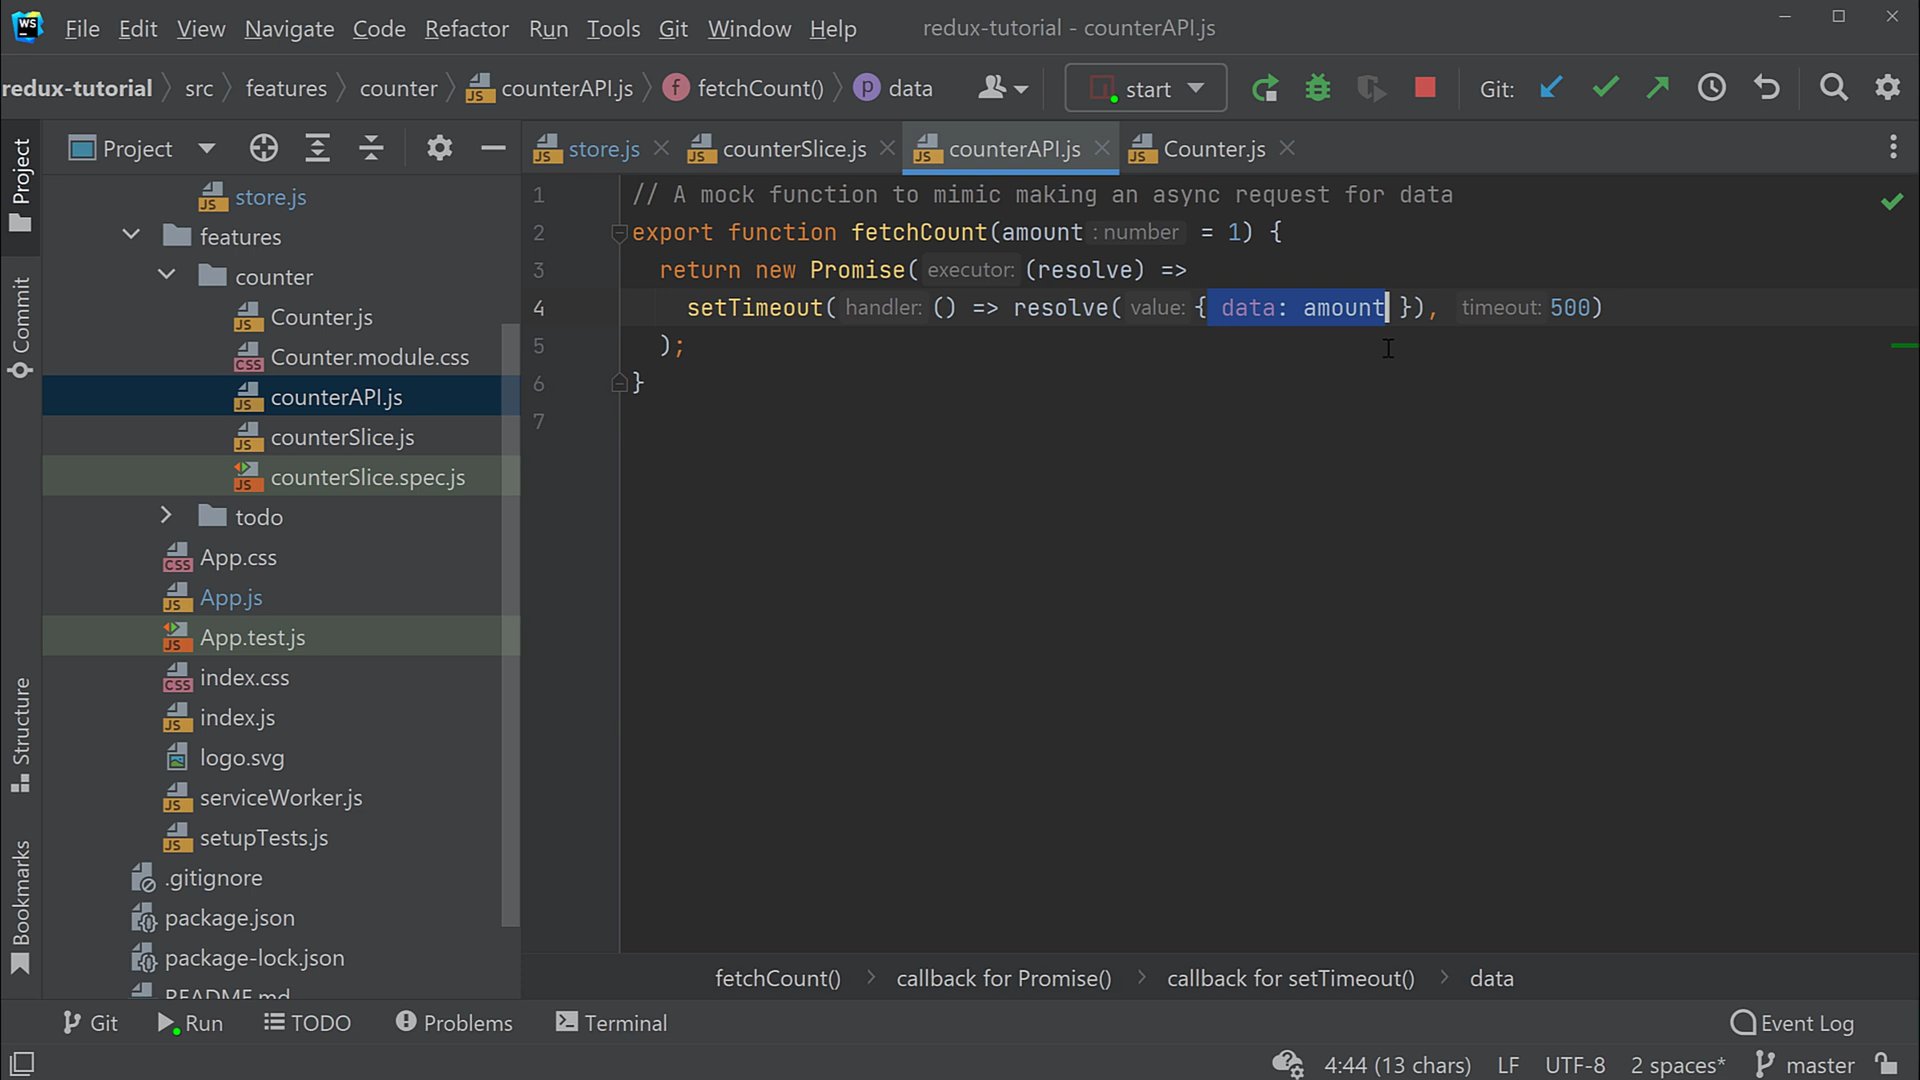 WS File Edit View Navigate Code Refactor Run Tools Git Window Help redux-tutorial - counterAPI.js
redux-tutorial src features counter counterAPI.js f fetchCount() p data start Git:
Project store.js counterSlice.js counterAPI.js Counter.js
Project
Commit
Structure
Bookmarks
store.js
features
counter
Counter.js
Counter.module.css
counterAPI.js
counterSlice.js
counterSlice.spec.js
todo
App.css
App.js
App.test.js
index.css
index.js
logo.svg
serviceWorker.js
setupTests.js
.gitignore
package.json
package-lock.json
README.md
1 // A mock function to mimic making an async request for data
2 export function fetchCount(amount : number = 1) {
3 return new Promise( executor: (resolve) =>
4 setTimeout( handler: () => resolve( value: { data: amount }), timeout: 500)
5 );
6 }
7
fetchCount() callback for Promise() callback for setTimeout() data
Git Run TODO Problems Terminal Event Log
4:44 (13 chars) LF UTF-8 2 spaces* master